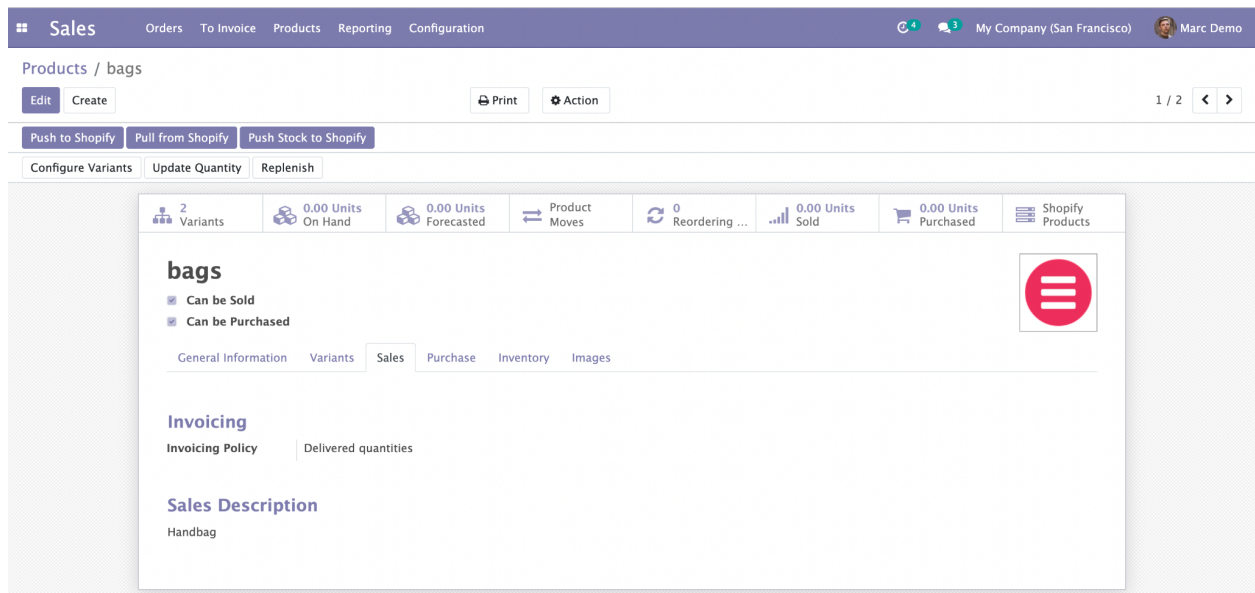 Sales Orders To Invoice Products Reporting Configuration 4 3 My Company (San Francisco) Marc Demo
Products / bags
Edit Create Print Action 1 / 2
Push to Shopify Pull from Shopify Push Stock to Shopify
Configure Variants Update Quantity Replenish
2 0.00 Units 0.00 Units Product 0 0.00 Units 0.00 Units Shopify
Variants On Hand Forecasted Moves Reordering ... Sold Purchased Products
bags
Can be Sold
Can be Purchased
General Information Variants Sales Purchase Inventory Images
Invoicing
Invoicing Policy Delivered quantities
Sales Description
Handbag